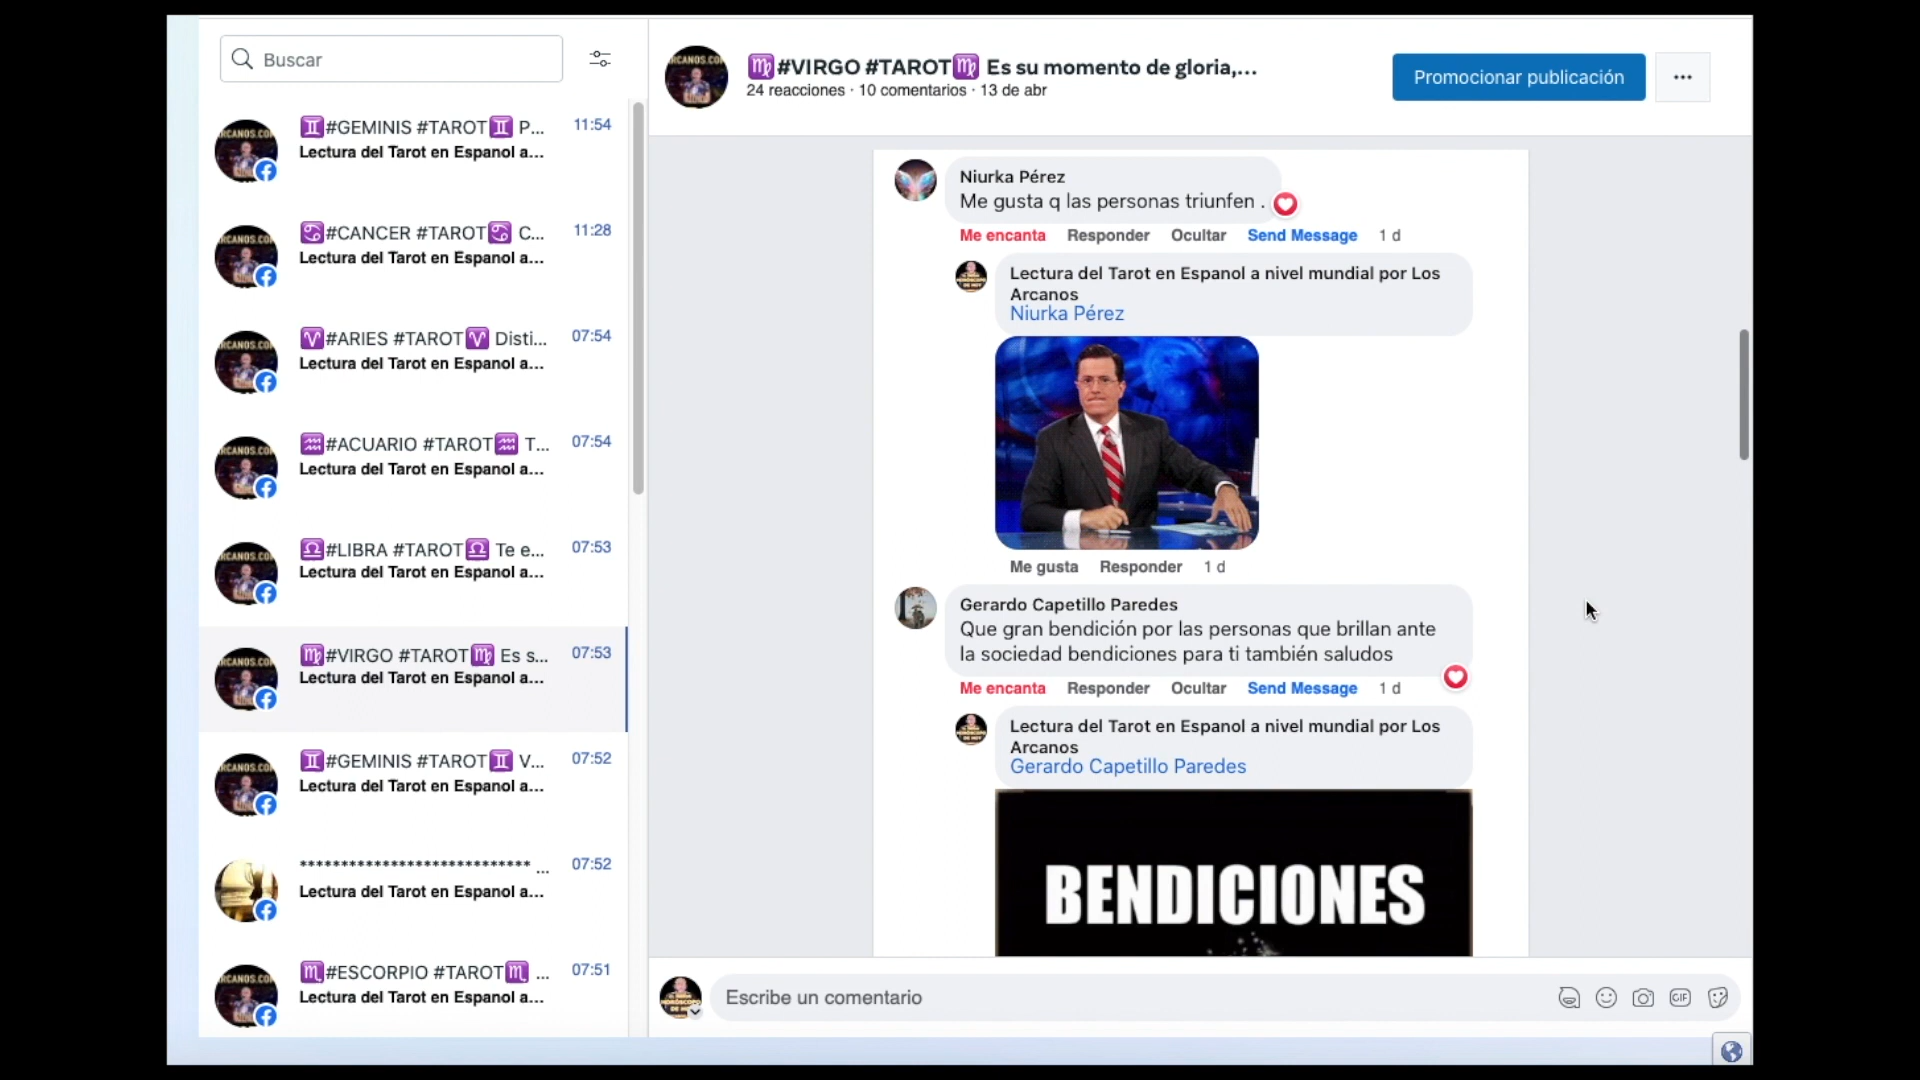 Buscar
♊#GEMINIS #TAROT♊ P...
11:54
Lectura del Tarot en Espanol a...
♋#CANCER #TAROT♋ C...
11:28
Lectura del Tarot en Espanol a...
♈#ARIES #TAROT♈ Disti...
07:54
Lectura del Tarot en Espanol a...
♒#ACUARIO #TAROT♒ T...
07:54
Lectura del Tarot en Espanol a...
♎#LIBRA #TAROT♎ Te e...
07:53
Lectura del Tarot en Espanol a...
♍#VIRGO #TAROT♍ Es s...
07:53
Lectura del Tarot en Espanol a...
♊#GEMINIS #TAROT♊ V...
07:52
Lectura del Tarot en Espanol a...
**************************** ...
07:52
Lectura del Tarot en Espanol a...
♏#ESCORPIO #TAROT♏ ...
07:51
Lectura del Tarot en Espanol a...
♍#VIRGO #TAROT♍ Es su momento de gloria,...
24 reacciones · 10 comentarios · 13 de abr
Promocionar publicación
Niurka Pérez
Me gusta q las personas triunfen .
Me encanta Responder Ocultar Send Message 1 d
Lectura del Tarot en Espanol a nivel mundial por Los
Arcanos
Niurka Pérez
Me gusta Responder 1 d
Gerardo Capetillo Paredes
Que gran bendición por las personas que brillan ante
la sociedad bendiciones para ti también saludos
Me encanta Responder Ocultar Send Message 1 d
Lectura del Tarot en Espanol a nivel mundial por Los
Arcanos
Gerardo Capetillo Paredes
BENDICIONES
Escribe un comentario
GIF